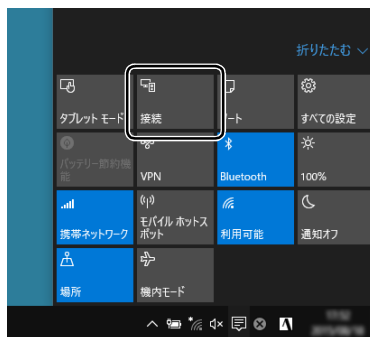 折りたたむ
タブレット モード
接続
ート
すべての設定
バッテリー節約機
能
VPN
Bluetooth
100%
携帯ネットワーク
モバイル ホットス
ポット
利用可能
通知オフ
場所
機内モード